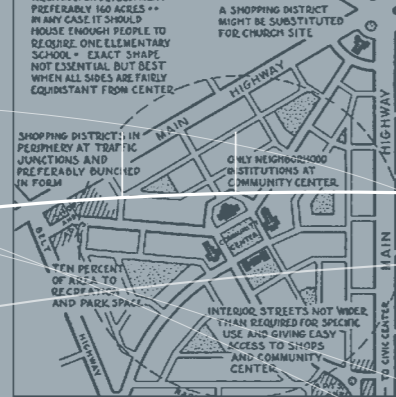 PREFERABLY 160 ACRES **
IN ANY CASE IT SHOULD
HOUSE ENOUGH PEOPLE TO
REQUIRE ONE ELEMENTARY
SCHOOL • EXACT SHAPE
NOT ESSENTIAL BUT BEST
WHEN ALL SIDES ARE FAIRLY
EQUIDISTANT FROM CENTER
A SHOPPING DISTRICT
MIGHT BE SUBSTITUTED
FOR CHURCH SITE
MAIN HIGHWAY
HIGHWAY
SHOPPING DISTRICTS IN
PERIPHERY AT TRAFFIC
JUNCTIONS AND
PREFERABLY BUNCHED
IN FORM
ONLY NEIGHBORHOOD
INSTITUTIONS AT
COMMUNITY CENTER
COMMUNITY
CENTER
BELT
MAIN
TEN PERCENT
OF AREA TO
RECREATION
AND PARK SPACE
INTERIOR STREETS NOT WIDER
THAN REQUIRED FOR SPECIFIC
USE AND GIVING EASY
ACCESS TO SHOPS
AND COMMUNITY
CENTER
HIGHWAY
TO CIVIC CENTER